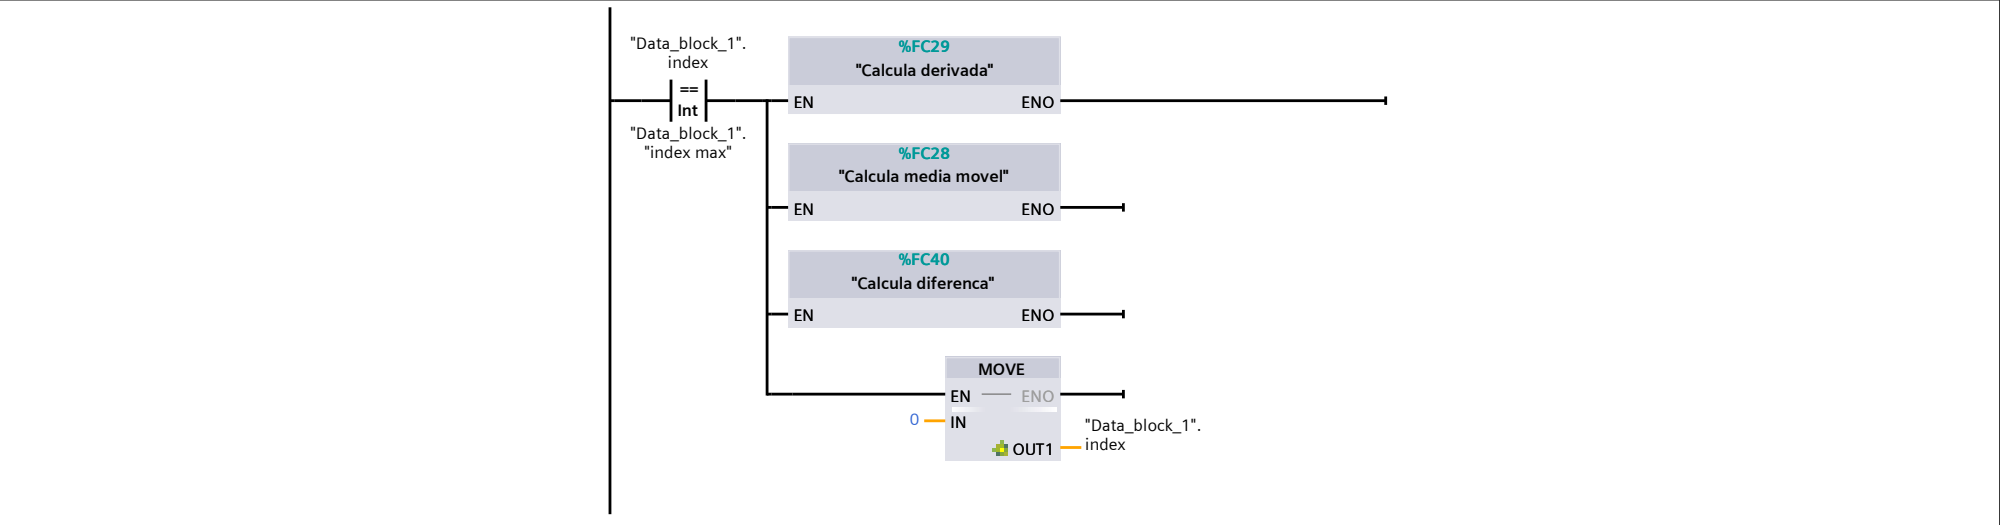 "Data_block_1".
index
==
Int
"Data_block_1".
"index max"
%FC29
"Calcula derivada"
EN ENO
%FC28
"Calcula media movel"
EN ENO
%FC40
"Calcula diferenca"
EN ENO
MOVE
EN ENO
0 IN
OUT1
"Data_block_1".
index